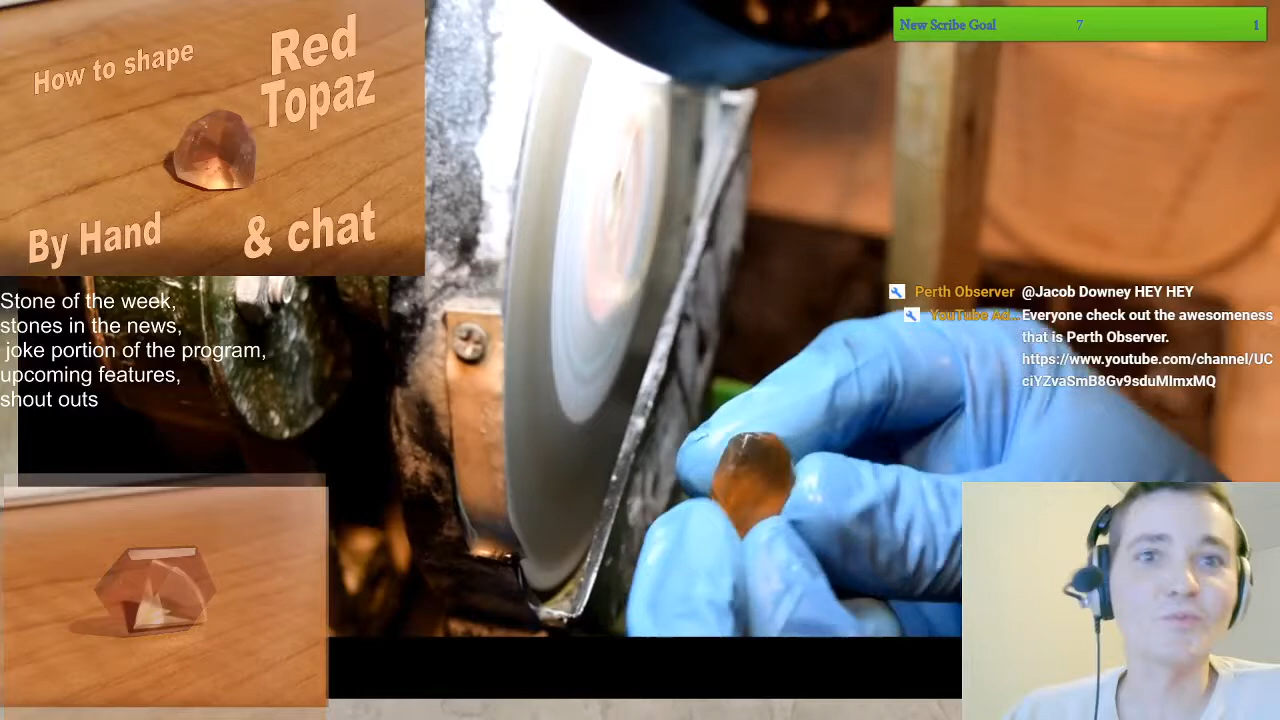 How to shape
Red
Topaz
By Hand
& chat
New Scribe Goal 7 1
Stone of the week,
stones in the news,
joke portion of the program,
upcoming features,
shout outs
Perth Observer @Jacob Downey HEY HEY
YouTube Ad... Everyone check out the awesomeness
that is Perth Observer.
https://www.youtube.com/channel/UC
ciYZvaSmB8Gv9sduMImxMQ